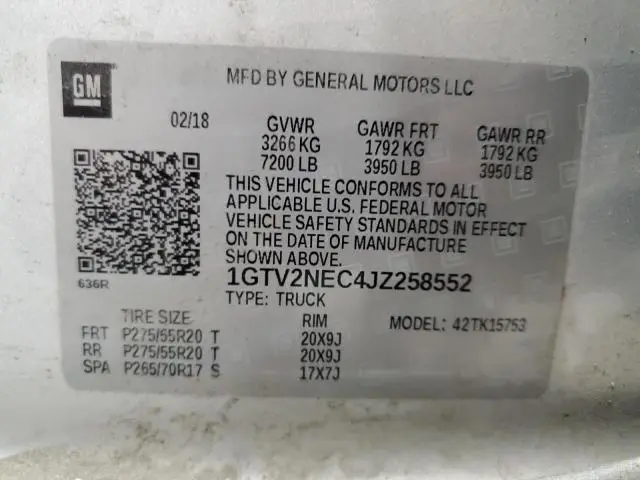 GM
MFD BY GENERAL MOTORS LLC
02/18 GVWR GAWR FRT GAWR RR
3266 KG 1792 KG 1792 KG
7200 LB 3950 LB 3950 LB
THIS VEHICLE CONFORMS TO ALL
APPLICABLE U.S. FEDERAL MOTOR
VEHICLE SAFETY STANDARDS IN EFFECT
ON THE DATE OF MANUFACTURE
SHOWN ABOVE.
636R
1GTV2NEC4JZ258552
TYPE: TRUCK
TIRE SIZE RIM MODEL: 42TK15753
FRT P275/55R20 T 20X9J
RR P275/55R20 T 20X9J
SPA P265/70R17 S 17X7J